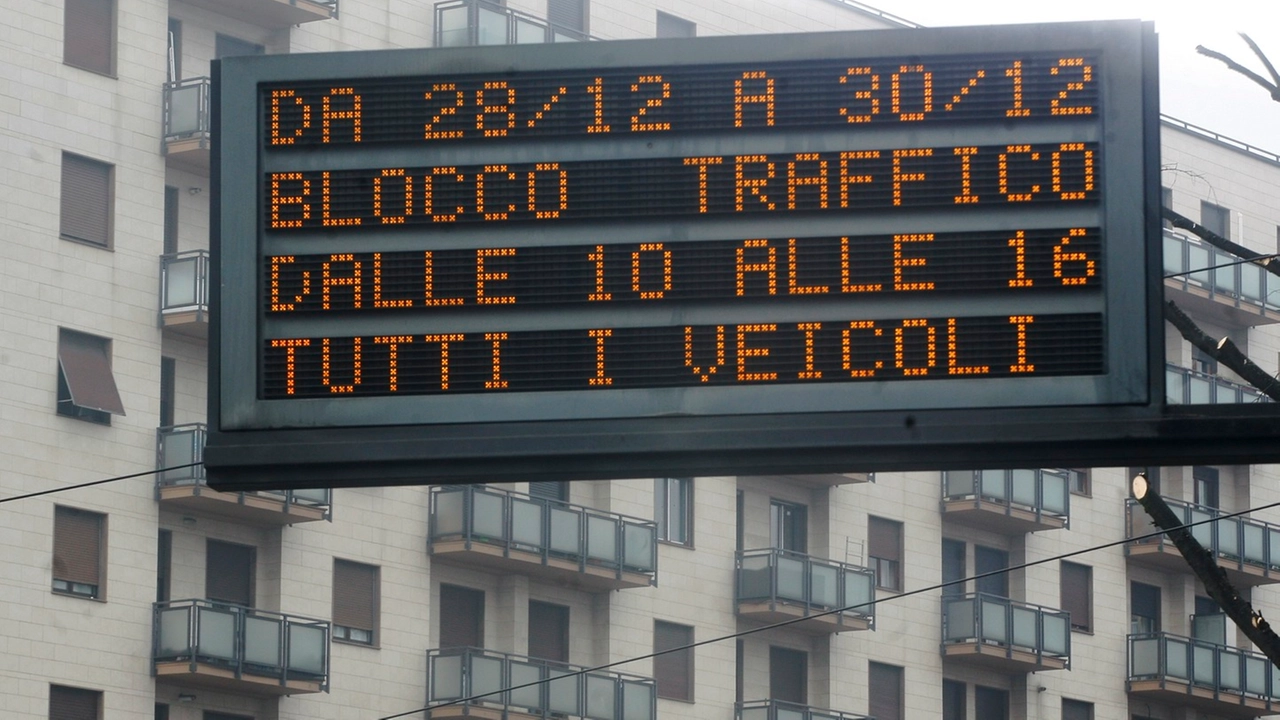 DA 28/12 A 30/12
BLOCCO TRAFFICO
DALLE 10 ALLE 16
TUTTI I VEICOLI